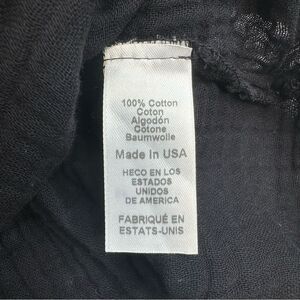 100% Cotton
Coton
Algodón
Cotone
Baumwolle
Made In USA
HECO EN LOS
ESTADOS
UNIDOS
DE AMERICA
FABRIQUÉ EN
ESTATS-UNIS